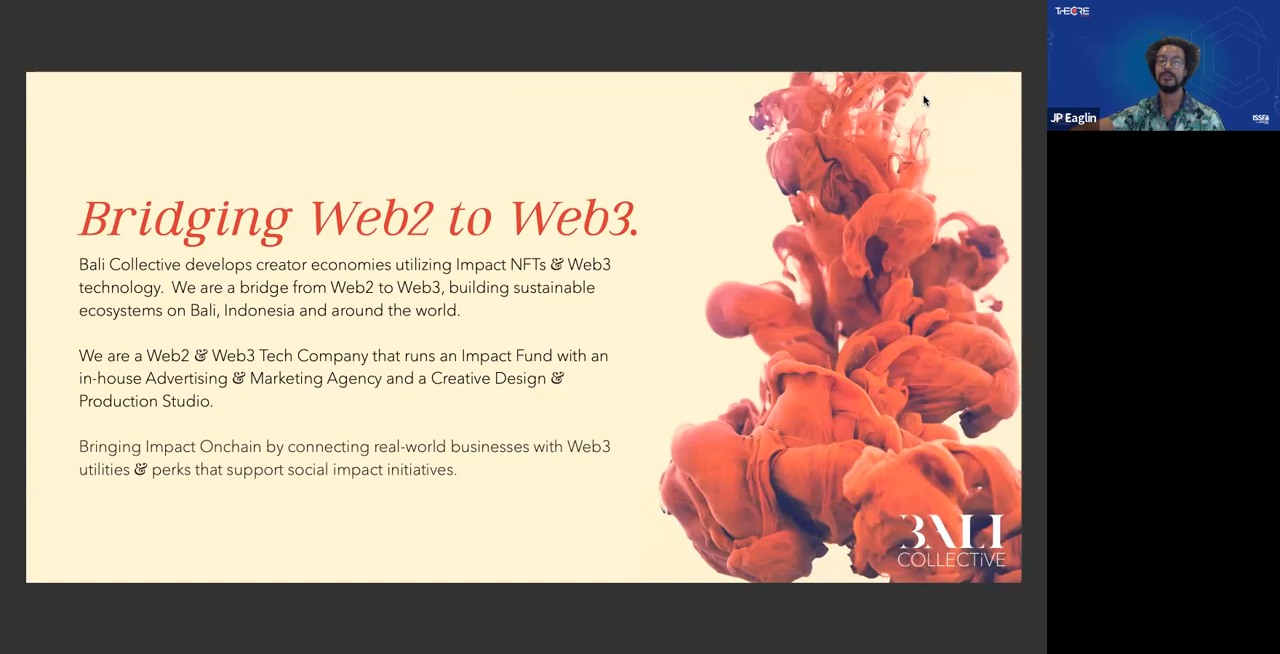 Bridging Web2 to Web3.
Bali Collective develops creator economies utilizing Impact NFTs & Web3
technology.  We are a bridge from Web2 to Web3, building sustainable
ecosystems on Bali, Indonesia and around the world.
We are a Web2 & Web3 Tech Company that runs an Impact Fund with an
in-house Advertising & Marketing Agency and a Creative Design &
Production Studio.
Bringing Impact Onchain by connecting real-world businesses with Web3
utilities & perks that support social impact initiatives.
BALI
COLLECTiVE
THECRE
JP Eaglin
ISSFA